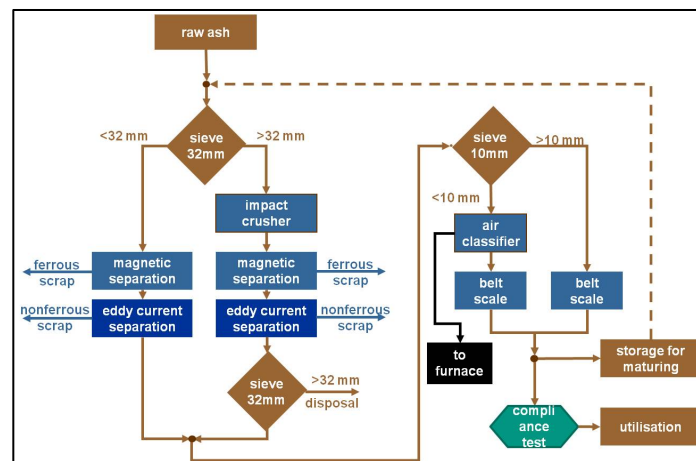 raw ash
<32 mm
sieve
32mm
>32 mm
impact
crusher
ferrous
scrap
magnetic
separation
magnetic
separation
ferrous
scrap
nonferrous
scrap
eddy current
separation
eddy current
separation
nonferrous
scrap
sieve
32mm
>32 mm
disposal
sieve
10mm
>10 mm
<10 mm
air
classifier
belt
scale
belt
scale
to
furnace
storage for
maturing
compli
ance
test
utilisation